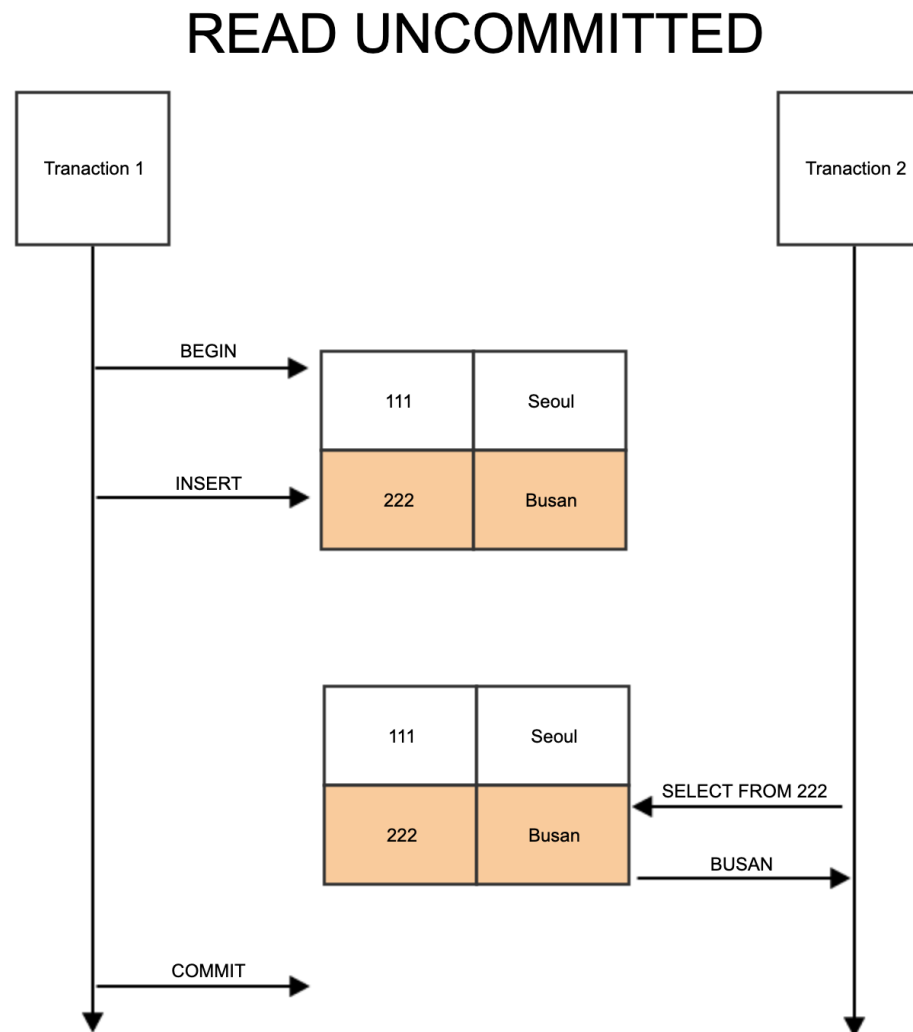 READ UNCOMMITTED
Tranaction 1
Tranaction 2
BEGIN
111
Seoul
INSERT
222
Busan
111
Seoul
SELECT FROM 222
222
Busan
BUSAN
COMMIT